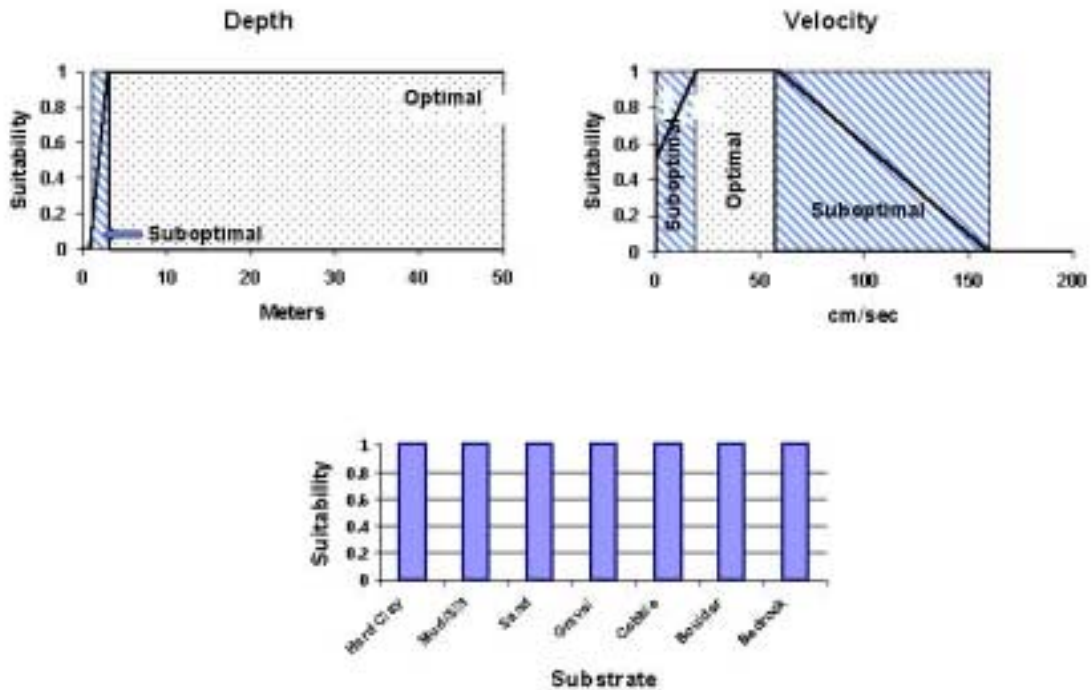 Depth
Suitability
1
0.8
0.6
0.4
0.2
0
Optimal
Suboptimal
0 10 20 30 40 50
Meters
Velocity
Suitability
1
0.8
0.6
0.4
0.2
0
Suboptimal
Optimal
Suboptimal
0 50 100 150 200
cm/sec
Suitability
1
0.8
0.6
0.4
0.2
0
Hard Clay
Mud/Silt
Sand
Gravel
Cobble
Boulder
Bedrock
Substrate